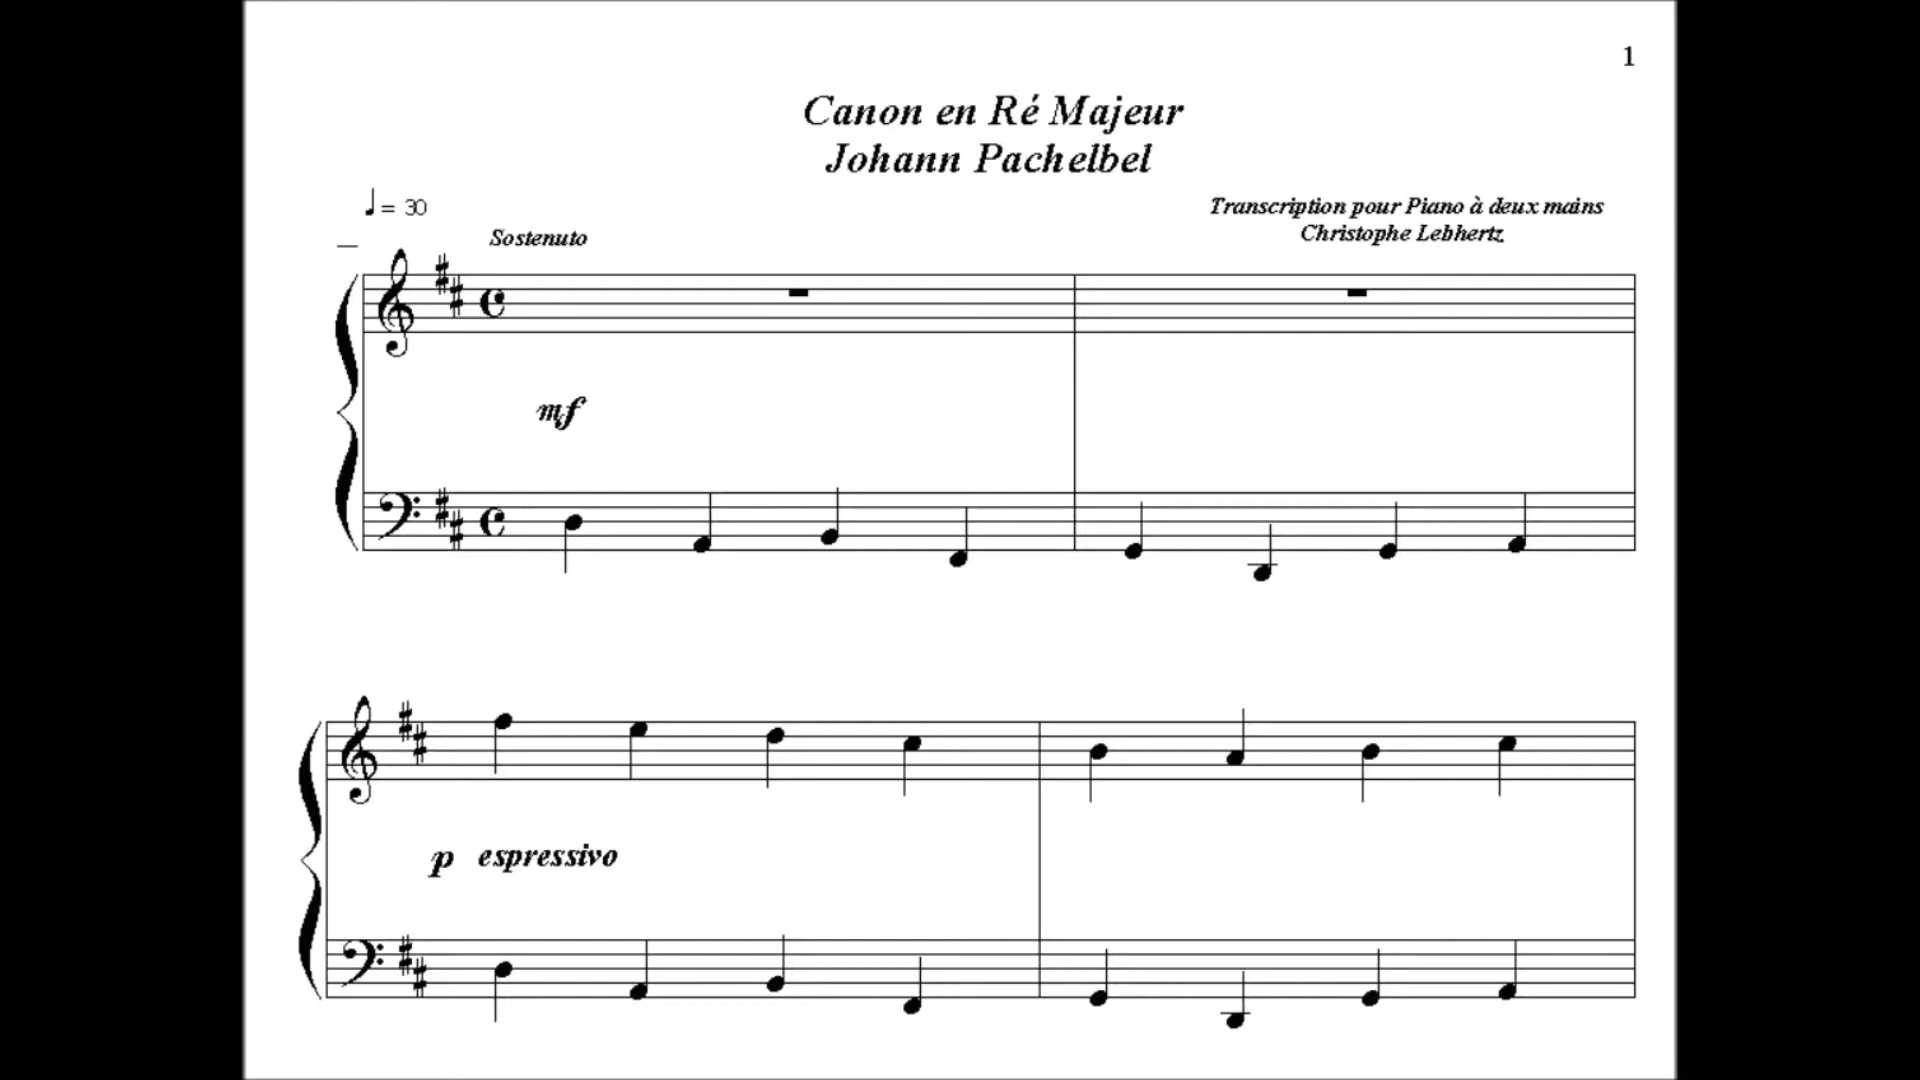 1
Canon en Ré Majeur
Johann Pachelbel
♩= 30
Transcription pour Piano à deux mains
Sostenuto
Christophe Lebhertz
mf
p espressivo